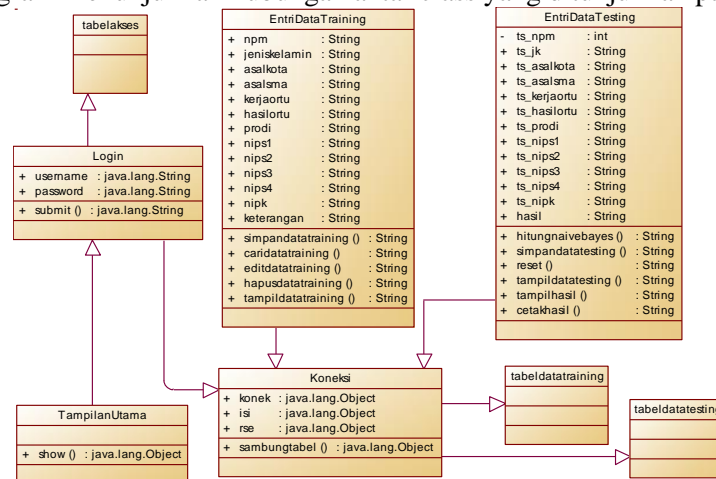 tabelakses
EntriDataTraining
+ npm : String
+ jeniskelamin : String
+ asalkota : String
+ asalsma : String
+ kerjaortu : String
+ hasilortu : String
+ prodi : String
+ nips1 : String
+ nips2 : String
+ nips3 : String
+ nips4 : String
+ nipk : String
+ keterangan : String
+ simpandatatraining () : String
+ caridatatraining () : String
+ editdatatraining () : String
+ hapusdatatraining () : String
+ tampildatatraining () : String
EntriDataTesting
- ts_npm : int
+ ts_jk : String
+ ts_asalkota : String
+ ts_asalsma : String
+ ts_kerjaortu : String
+ ts_hasilortu : String
+ ts_prodi : String
+ ts_nips1 : String
+ ts_nips2 : String
+ ts_nips3 : String
+ ts_nips4 : String
+ ts_nipk : String
+ hasil : String
+ hitungnaivebayes () : String
+ simpandatatesting () : String
+ reset () : String
+ tampildatatesting () : String
+ tampilhasil () : String
+ cetakhasil () : String
Login
+ username : java.lang.String
+ password : java.lang.String
+ submit () : java.lang.String
Koneksi
+ konek : java.lang.Object
+ isi : java.lang.Object
+ rse : java.lang.Object
+ sambungtabel () : java.lang.Object
tabeldatatraining
tabeldatatesting
TampilanUtama
+ show () : java.lang.Object